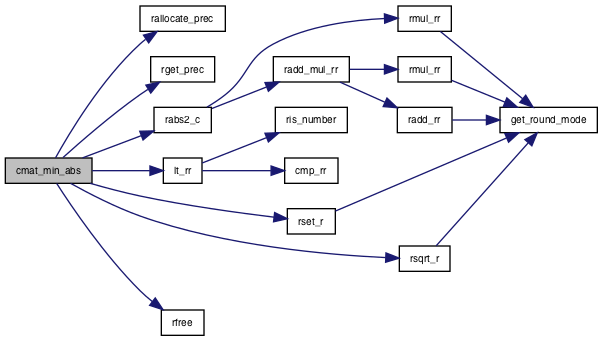 rallocate_prec
rmul_rr
rget_prec
radd_mul_rr
rmul_rr
rabs2_c
ris_number
radd_rr
get_round_mode
cmat_min_abs
lt_rr
cmp_rr
rset_r
rsqrt_r
rfree